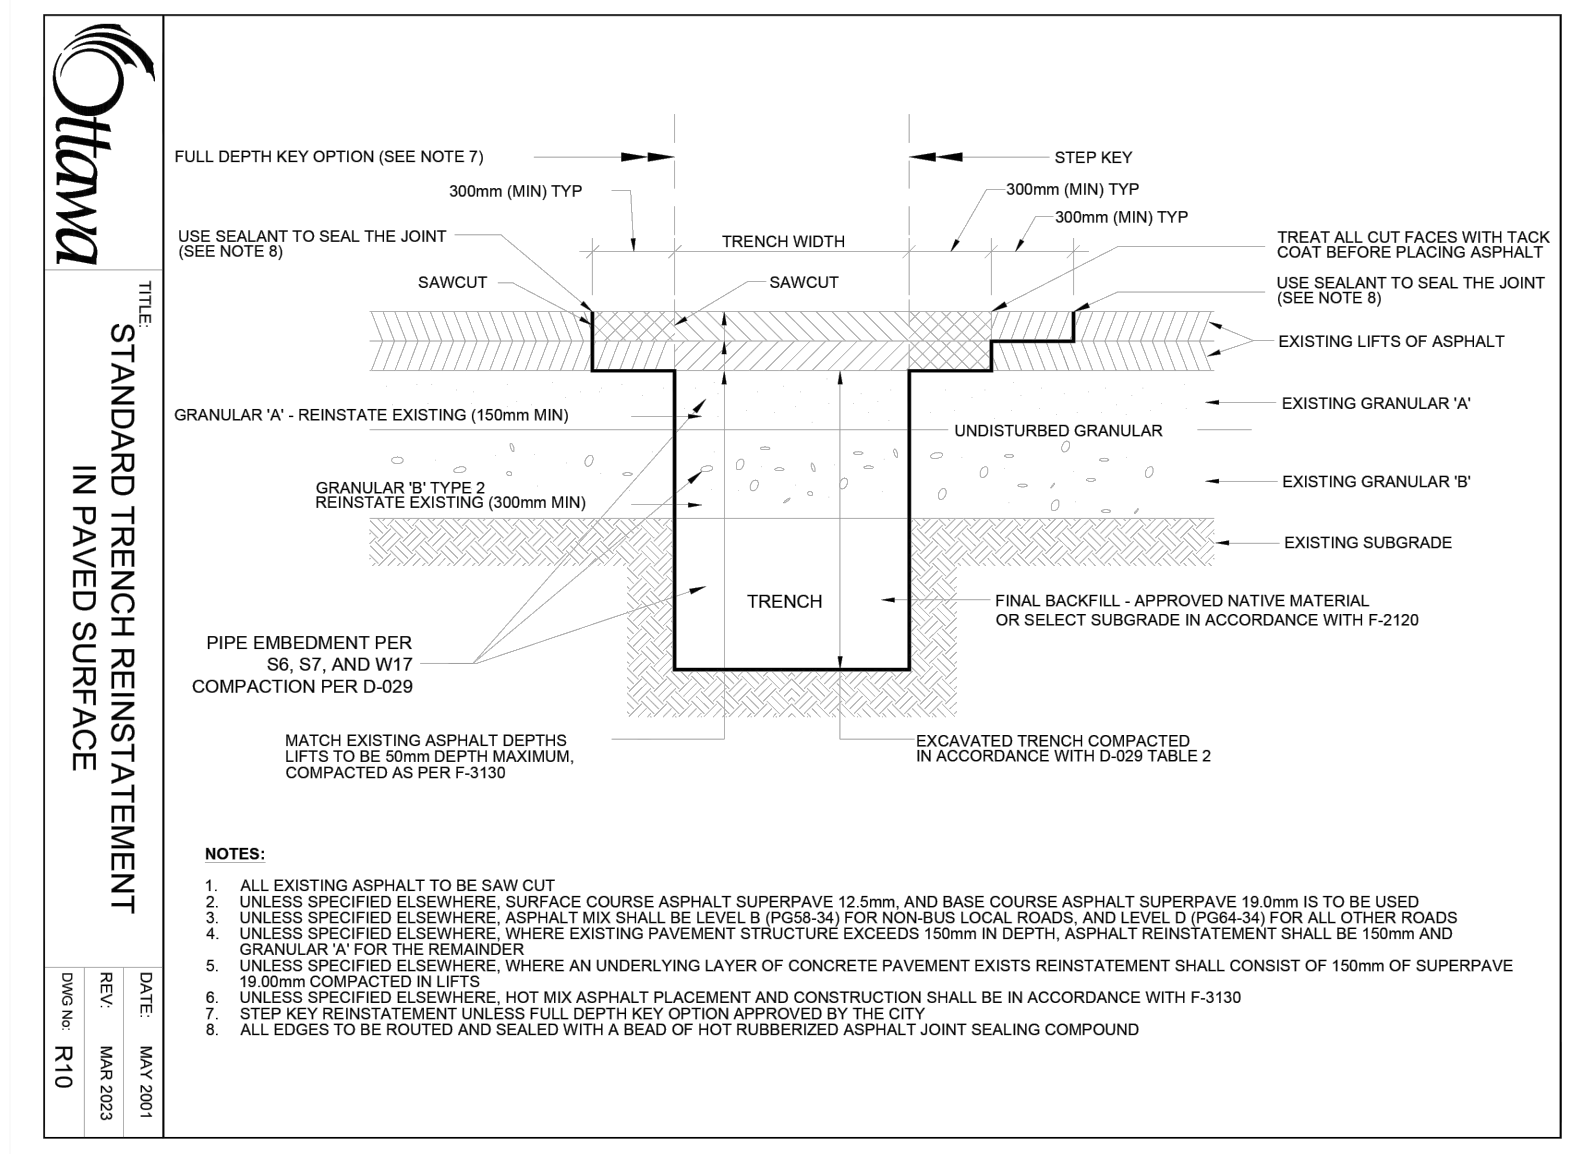 Ottawa
TITLE:
STANDARD TRENCH REINSTATEMENT
IN PAVED SURFACE
DATE: MAY 2001
REV: MAR 2023
DWG No: R10
FULL DEPTH KEY OPTION (SEE NOTE 7)
STEP KEY
300mm (MIN) TYP
300mm (MIN) TYP
300mm (MIN) TYP
USE SEALANT TO SEAL THE JOINT
(SEE NOTE 8)
TRENCH WIDTH
TREAT ALL CUT FACES WITH TACK
COAT BEFORE PLACING ASPHALT
SAWCUT
SAWCUT
USE SEALANT TO SEAL THE JOINT
(SEE NOTE 8)
EXISTING LIFTS OF ASPHALT
GRANULAR 'A' - REINSTATE EXISTING (150mm MIN)
EXISTING GRANULAR 'A'
UNDISTURBED GRANULAR
GRANULAR 'B' TYPE 2
REINSTATE EXISTING (300mm MIN)
EXISTING GRANULAR 'B'
EXISTING SUBGRADE
TRENCH
FINAL BACKFILL - APPROVED NATIVE MATERIAL
OR SELECT SUBGRADE IN ACCORDANCE WITH F-2120
PIPE EMBEDMENT PER
S6, S7, AND W17
COMPACTION PER D-029
MATCH EXISTING ASPHALT DEPTHS
LIFTS TO BE 50mm DEPTH MAXIMUM,
COMPACTED AS PER F-3130
EXCAVATED TRENCH COMPACTED
IN ACCORDANCE WITH D-029 TABLE 2
NOTES:
1. ALL EXISTING ASPHALT TO BE SAW CUT
2. UNLESS SPECIFIED ELSEWHERE, SURFACE COURSE ASPHALT SUPERPAVE 12.5mm, AND BASE COURSE ASPHALT SUPERPAVE 19.0mm IS TO BE USED
3. UNLESS SPECIFIED ELSEWHERE, ASPHALT MIX SHALL BE LEVEL B (PG58-34) FOR NON-BUS LOCAL ROADS, AND LEVEL D (PG64-34) FOR ALL OTHER ROADS
4. UNLESS SPECIFIED ELSEWHERE, WHERE EXISTING PAVEMENT STRUCTURE EXCEEDS 150mm IN DEPTH, ASPHALT REINSTATEMENT SHALL BE 150mm AND
GRANULAR 'A' FOR THE REMAINDER
5. UNLESS SPECIFIED ELSEWHERE, WHERE AN UNDERLYING LAYER OF CONCRETE PAVEMENT EXISTS REINSTATEMENT SHALL CONSIST OF 150mm OF SUPERPAVE
19.00mm COMPACTED IN LIFTS
6. UNLESS SPECIFIED ELSEWHERE, HOT MIX ASPHALT PLACEMENT AND CONSTRUCTION SHALL BE IN ACCORDANCE WITH F-3130
7. STEP KEY REINSTATEMENT UNLESS FULL DEPTH KEY OPTION APPROVED BY THE CITY
8. ALL EDGES TO BE ROUTED AND SEALED WITH A BEAD OF HOT RUBBERIZED ASPHALT JOINT SEALING COMPOUND